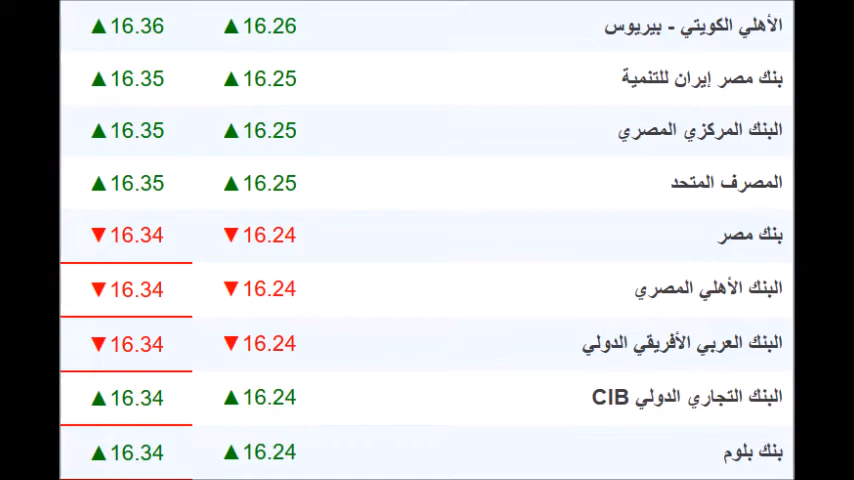 الأهلي الكويتي - بيريوس ▲16.26 ▲16.36
بنك مصر إيران للتنمية ▲16.25 ▲16.35
البنك المركزي المصري ▲16.25 ▲16.35
المصرف المتحد ▲16.25 ▲16.35
بنك مصر ▼16.24 ▼16.34
البنك الأهلي المصري ▼16.24 ▼16.34
البنك العربي الأفريقي الدولي ▼16.24 ▼16.34
البنك التجاري الدولي CIB ▲16.24 ▲16.34
بنك بلوم ▲16.24 ▲16.34